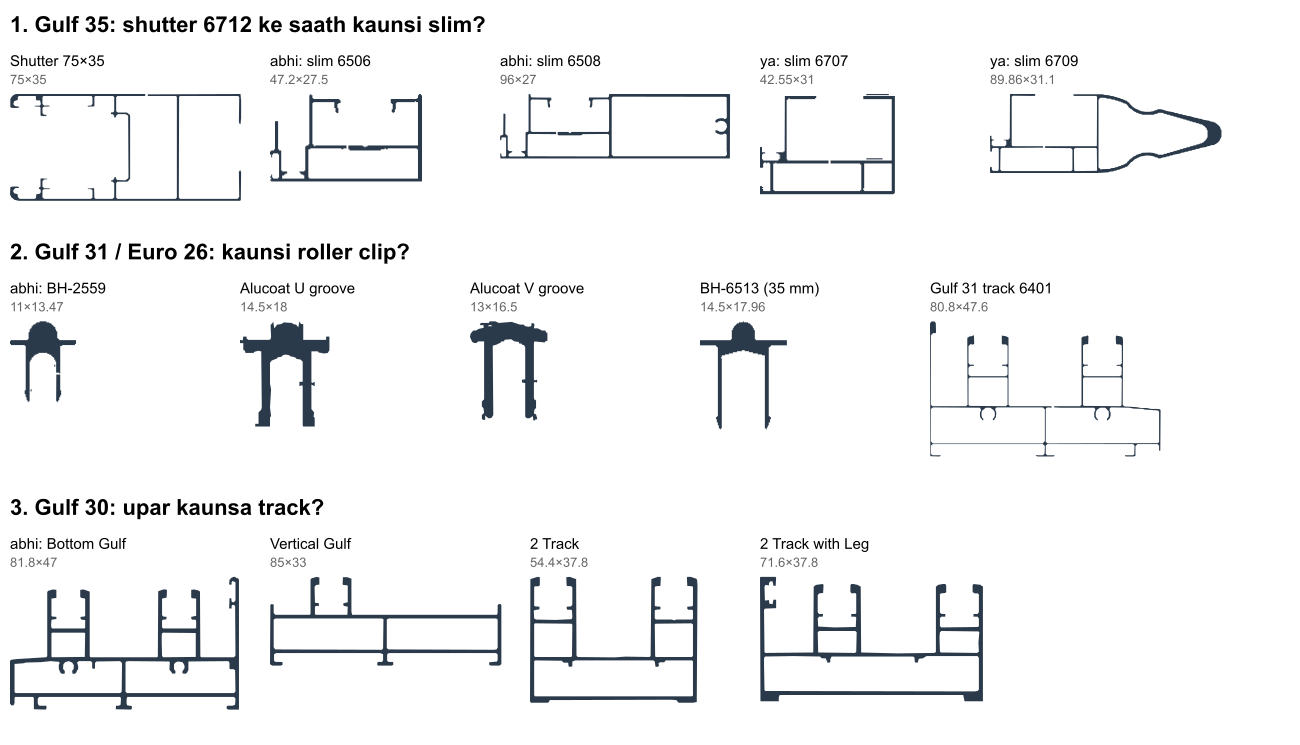 1. Gulf 35: shutter 6712 ke saath kaunsi slim?
Shutter 75×35
75×35
abhi: slim 6506
47.2×27.5
abhi: slim 6508
96×27
ya: slim 6707
42.55×31
ya: slim 6709
89.86×31.1
2. Gulf 31 / Euro 26: kaunsi roller clip?
abhi: BH-2559
11×13.47
Alucoat U groove
14.5×18
Alucoat V groove
13×16.5
BH-6513 (35 mm)
14.5×17.96
Gulf 31 track 6401
80.8×47.6
3. Gulf 30: upar kaunsa track?
abhi: Bottom Gulf
81.8×47
Vertical Gulf
85×33
2 Track
54.4×37.8
2 Track with Leg
71.6×37.8